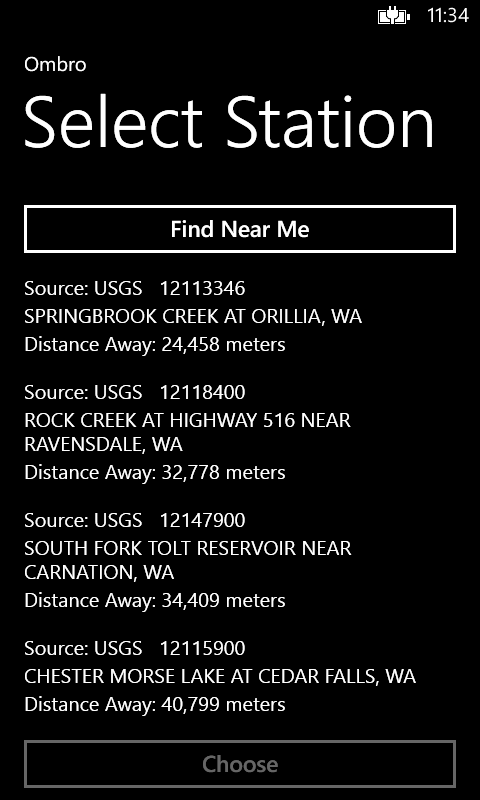 11:34
Ombro
Select Station
Find Near Me
Source: USGS 12113346
SPRINGBROOK CREEK AT ORILLIA, WA
Distance Away: 24,458 meters
Source: USGS 12118400
ROCK CREEK AT HIGHWAY 516 NEAR
RAVENSDALE, WA
Distance Away: 32,778 meters
Source: USGS 12147900
SOUTH FORK TOLT RESERVOIR NEAR
CARNATION, WA
Distance Away: 34,409 meters
Source: USGS 12115900
CHESTER MORSE LAKE AT CEDAR FALLS, WA
Distance Away: 40,799 meters
Choose